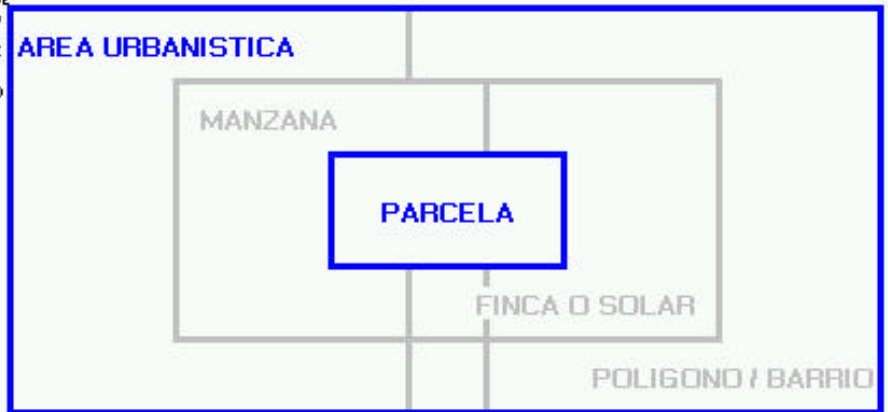 AREA URBANISTICA
MANZANA
PARCELA
FINCA O SOLAR
POLIGONO / BARRIO